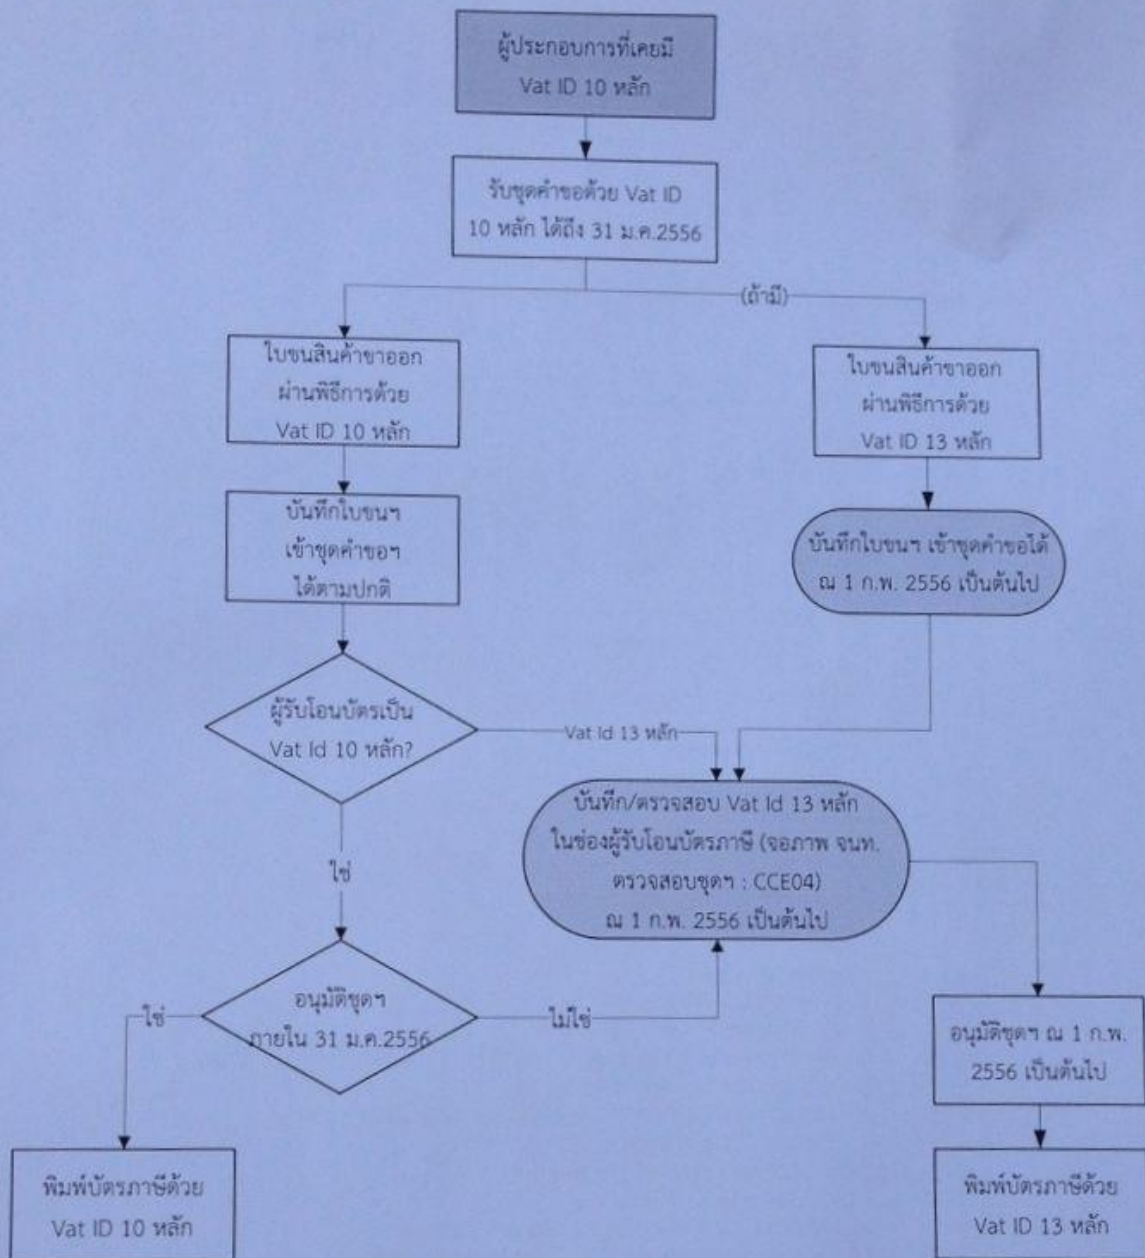 ผู้ประกอบการที่เคยมี
Vat ID 10 หลัก
รับชุดคำขอด้วย Vat ID
10 หลัก ได้ถึง 31 ม.ค.2556
(ถ้ามี)
ใบขนสินค้าขาออก
ผ่านพิธีการด้วย
Vat ID 10 หลัก
ใบขนสินค้าขาออก
ผ่านพิธีการด้วย
Vat ID 13 หลัก
บันทึกใบขนฯ
เข้าชุดคำขอฯ
ได้ตามปกติ
บันทึกใบขนฯ เข้าชุดคำขอได้
ณ 1 ก.พ. 2556 เป็นต้นไป
ผู้รับโอนบัตรเป็น
Vat Id 10 หลัก?
Vat Id 13 หลัก
บันทึก/ตรวจสอบ Vat Id 13 หลัก
ในช่องผู้รับโอนบัตรภาษี (จอภาพ จนท.
ตรวจสอบชุดฯ : CCE04)
ณ 1 ก.พ. 2556 เป็นต้นไป
ใช่
อนุมัติชุดฯ
ภายใน 31 ม.ค.2556
ใช่
ไม่ใช่
อนุมัติชุดฯ ณ 1 ก.พ.
2556 เป็นต้นไป
พิมพ์บัตรภาษีด้วย
Vat ID 10 หลัก
พิมพ์บัตรภาษีด้วย
Vat ID 13 หลัก